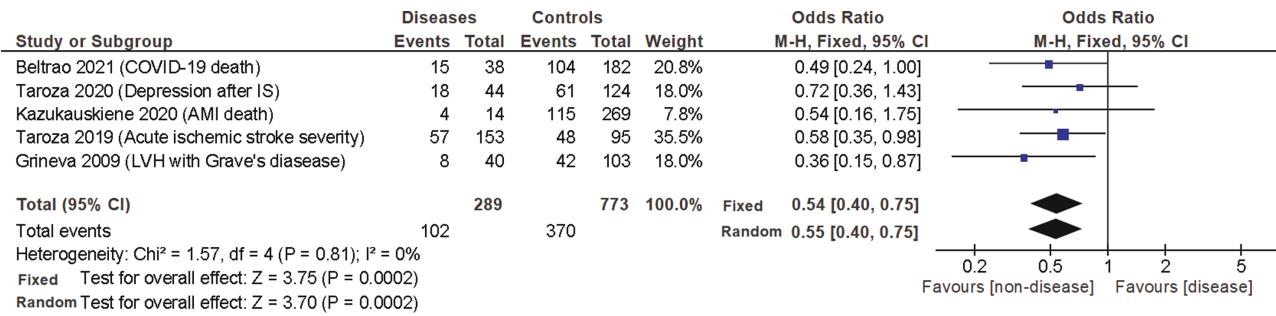 Diseases Controls Odds Ratio Odds Ratio
Study or Subgroup Events Total Events Total Weight M-H, Fixed, 95% CI M-H, Fixed, 95% CI
Beltrao 2021 (COVID-19 death) 15 38 104 182 20.8% 0.49 [0.24, 1.00]
Taroza 2020 (Depression after IS) 18 44 61 124 18.0% 0.72 [0.36, 1.43]
Kazukauskiene 2020 (AMI death) 4 14 115 269 7.8% 0.54 [0.16, 1.75]
Taroza 2019 (Acute ischemic stroke severity) 57 153 48 95 35.5% 0.58 [0.35, 0.98]
Grineva 2009 (LVH with Grave's diasease) 8 40 42 103 18.0% 0.36 [0.15, 0.87]
Total (95% CI) 289 773 100.0% Fixed 0.54 [0.40, 0.75]
Total events 102 370 Random 0.55 [0.40, 0.75]
Heterogeneity: Chi² = 1.57, df = 4 (P = 0.81); I² = 0%
Fixed Test for overall effect: Z = 3.75 (P = 0.0002)
Random Test for overall effect: Z = 3.70 (P = 0.0002)
0.2 0.5 1 2 5
Favours [non-disease] Favours [disease]